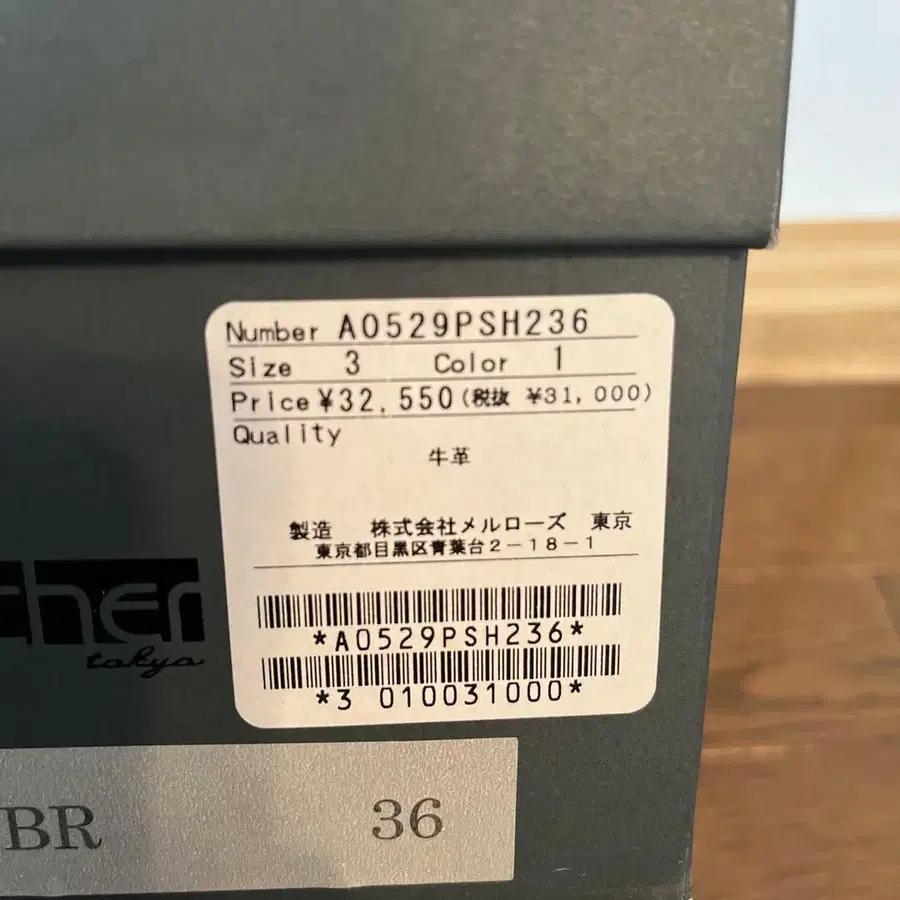 Number A0529PSH236
Size 3 Color 1
Price ¥32,550(税抜 ¥31,000)
Quality
牛革
製造 株式会社メルローズ 東京
東京都目黒区青葉台2-18-1
*A0529PSH236*
*3 010031000*
cher
tokyo
BR 36